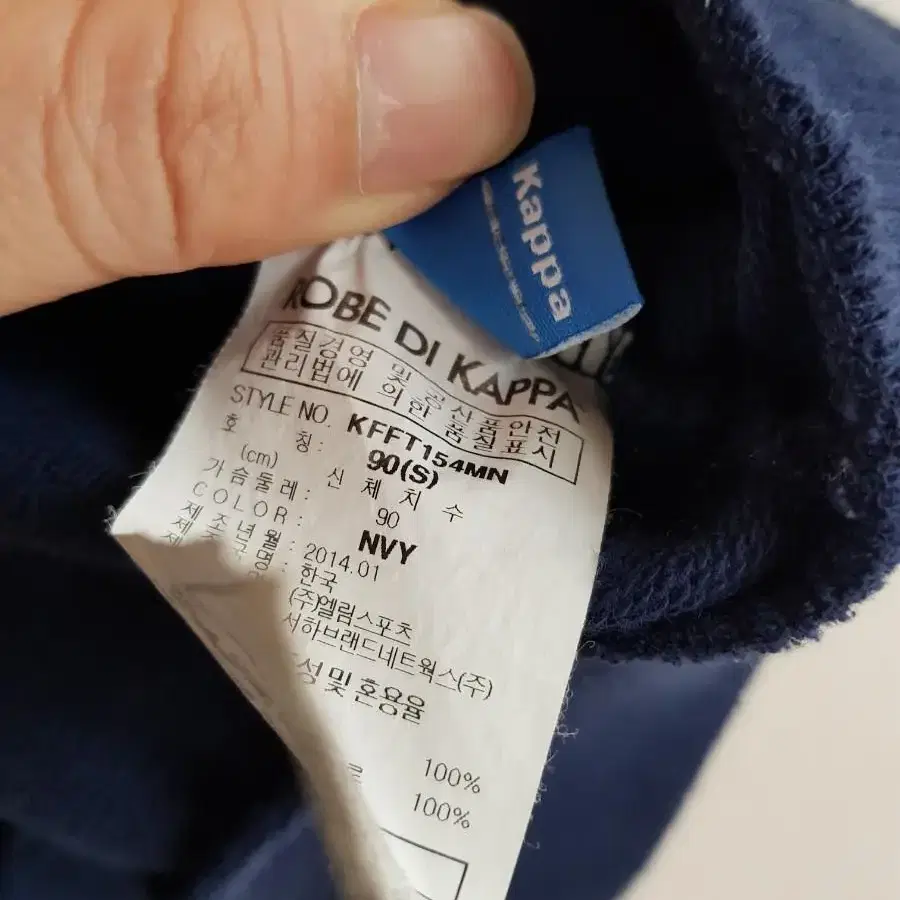 Kappa
ROBE DI KAPPA
품질경영 및 공산품안전
관리법에 의한 품질표시
STYLE NO. KFFT154MN
호 칭: 90(S)
(cm) 신 체 치 수
가슴둘레: 90
COLOR: NVY
제조년월: 2014.01
한국
(주)엘림스포츠
서하브랜드네트웍스(주)
성 및 혼용율
100%
100%